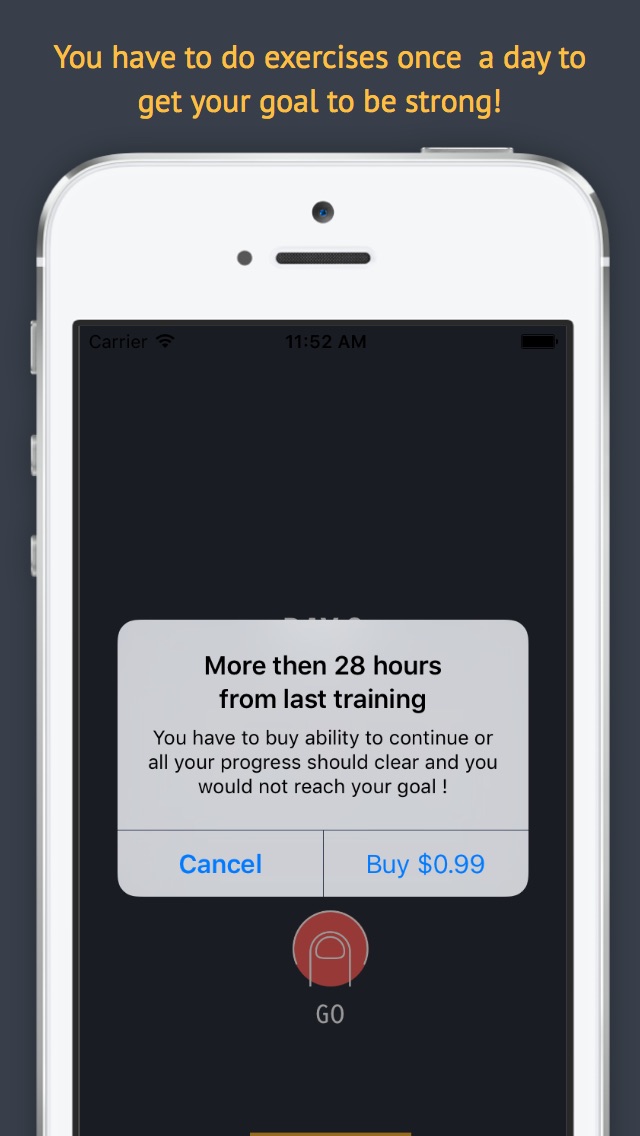 You have to do exercises once  a day to
get your goal to be strong!
Carrier
11:52 AM
More then 28 hours
from last training
You have to buy ability to continue or
all your progress should clear and you
would not reach your goal !
Cancel
Buy $0.99
GO